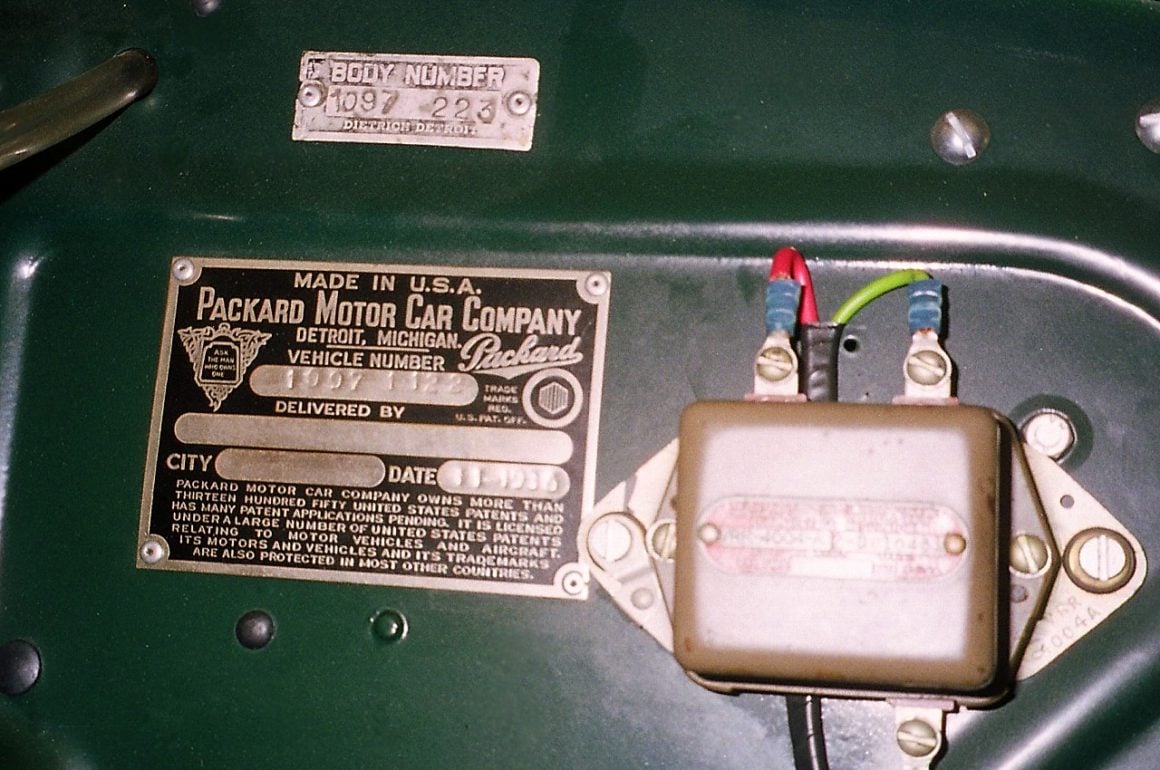 BODY NUMBER
1097 223
DIETRICH DETROIT
MADE IN U.S.A.
PACKARD MOTOR CAR COMPANY
DETROIT, MICHIGAN.
Packard
VEHICLE NUMBER
ASK
THE MAN
WHO OWNS
ONE
TRADE
MARKS
REG.
U.S. PAT. OFF.
DELIVERED BY
CITY
DATE
PACKARD MOTOR CAR COMPANY OWNS MORE THAN
THIRTEEN HUNDRED FIFTY UNITED STATES PATENTS AND
HAS MANY PATENT APPLICATIONS PENDING. IT IS LICENSED
UNDER A LARGE NUMBER OF UNITED STATES PATENTS
RELATING TO MOTOR VEHICLES AND AIRCRAFT.
ITS MOTORS AND VEHICLES AND ITS TRADEMARKS
ARE ALSO PROTECTED IN MOST OTHER COUNTRIES.
4004A